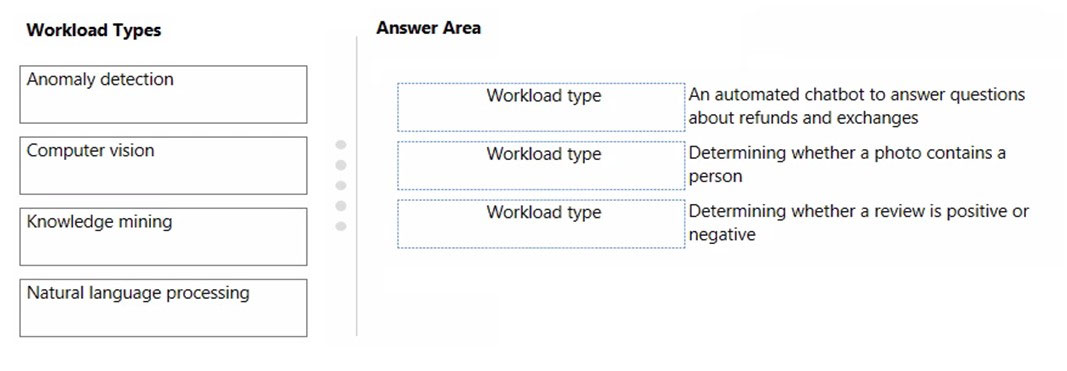 Workload Types
Anomaly detection
Computer vision
Knowledge mining
Natural language processing
Answer Area
Workload type
An automated chatbot to answer questions
about refunds and exchanges
Workload type
Determining whether a photo contains a
person
Workload type
Determining whether a review is positive or
negative